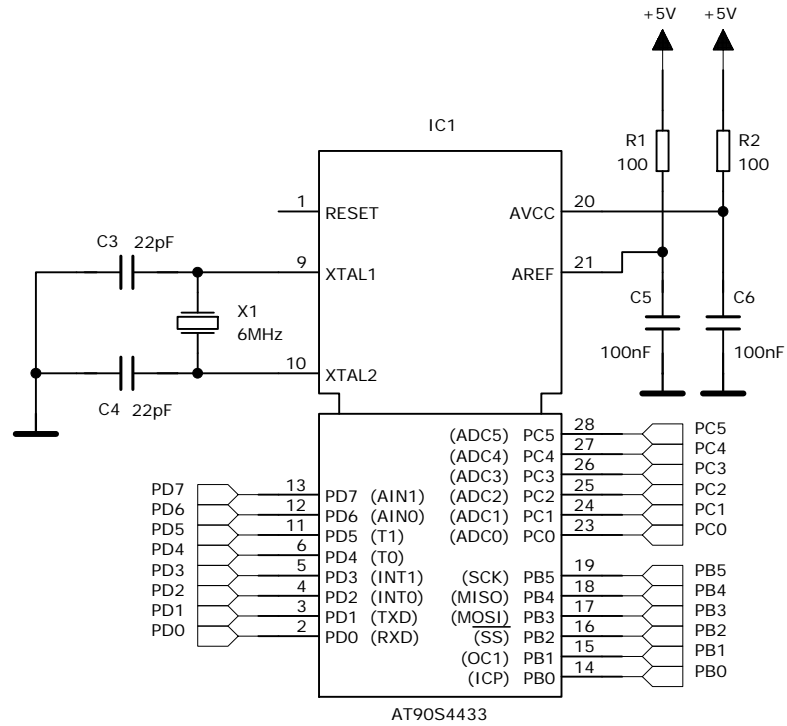 +5V +5V
IC1
R1 100 R2 100
1 RESET AVCC 20
C3 22pF 9 XTAL1 AREF 21
X1 6MHz
C5 100nF C6 100nF
C4 22pF 10 XTAL2
(ADC5) PC5 28 PC5
(ADC4) PC4 27 PC4
(ADC3) PC3 26 PC3
PD7 13 PD7 (AIN1) (ADC2) PC2 25 PC2
PD6 12 PD6 (AIN0) (ADC1) PC1 24 PC1
PD5 11 PD5 (T1) (ADC0) PC0 23 PC0
PD4 6 PD4 (T0)
PD3 5 PD3 (INT1) (SCK) PB5 19 PB5
PD2 4 PD2 (INT0) (MISO) PB4 18 PB4
PD1 3 PD1 (TXD) (MOSI) PB3 17 PB3
PD0 2 PD0 (RXD) (SS) PB2 16 PB2
(OC1) PB1 15 PB1
(ICP) PB0 14 PB0
AT90S4433